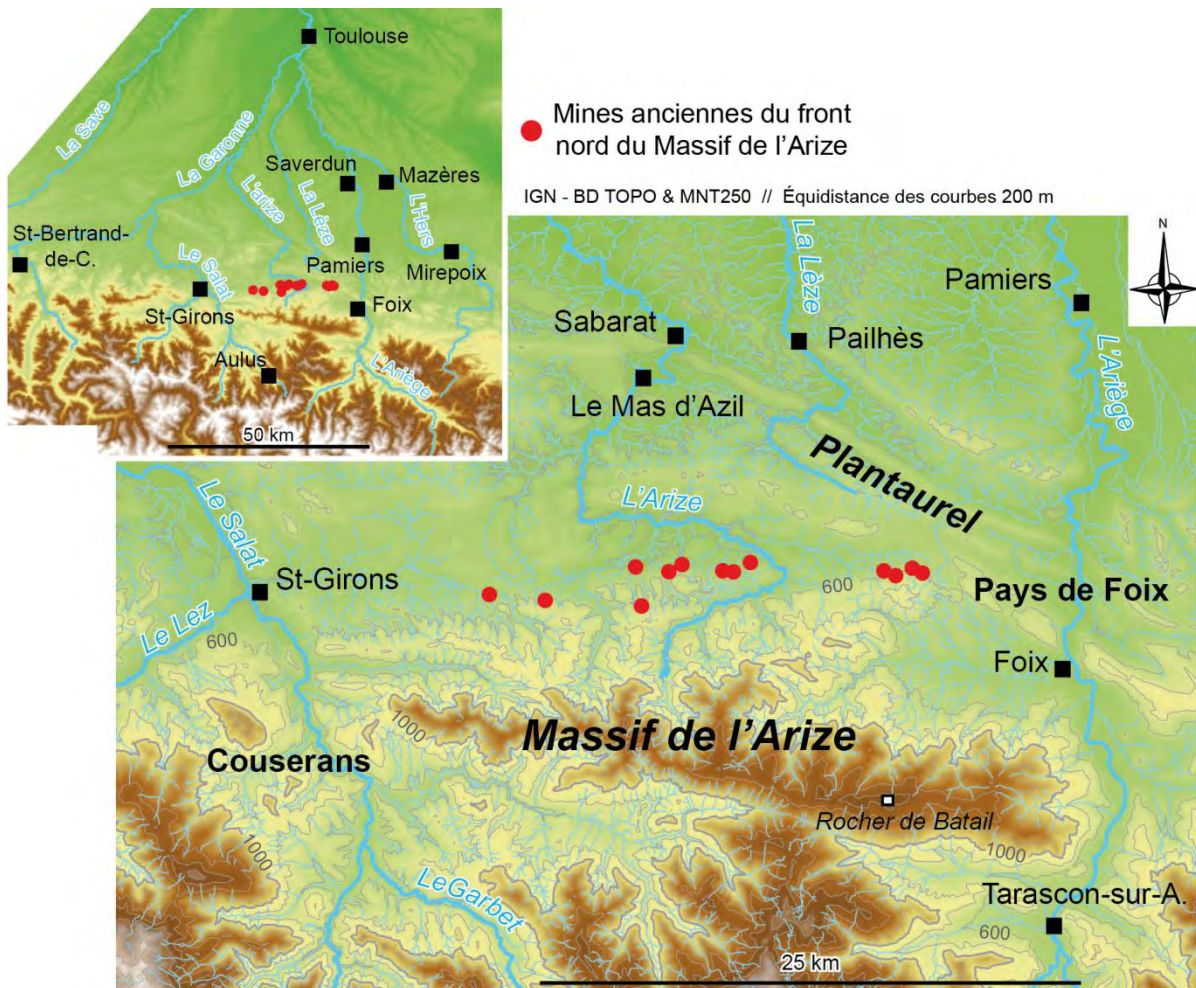 Toulouse
La Save
La Garonne
Saverdun
Mazères
L'arize
La Lèze
L'Hers
St-Bertrand-
de-C.
Le Salat
Pamiers
Mirepoix
St-Girons
Foix
Aulus
L'Ariège
50 km
Mines anciennes du front
nord du Massif de l'Arize
IGN - BD TOPO & MNT250 // Équidistance des courbes 200 m
N
La Lèze
Pamiers
Sabarat
Pailhès
L'Ariège
Le Mas d'Azil
Plantaurel
Le Salat
L'Arize
St-Girons
600
Pays de Foix
Le Lez
600
Foix
1000
Massif de l'Arize
Couserans
Rocher de Batail
1000
1000
LeGarbet
Tarascon-sur-A.
600
25 km